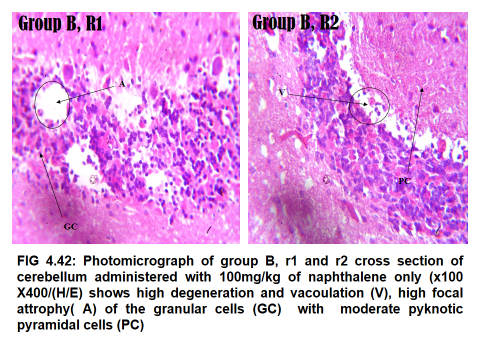 Group B, R1
Group B, R2
A
V
GC
PC
FIG 4.42: Photomicrograph of group B, r1 and r2 cross section of
cerebellum administered with 100mg/kg of naphthalene only (x100
X400/(H/E) shows high degeneration and vacoulation (V), high focal
attrophy( A) of the granular cells (GC) with moderate pyknotic
pyramidal cells (PC)